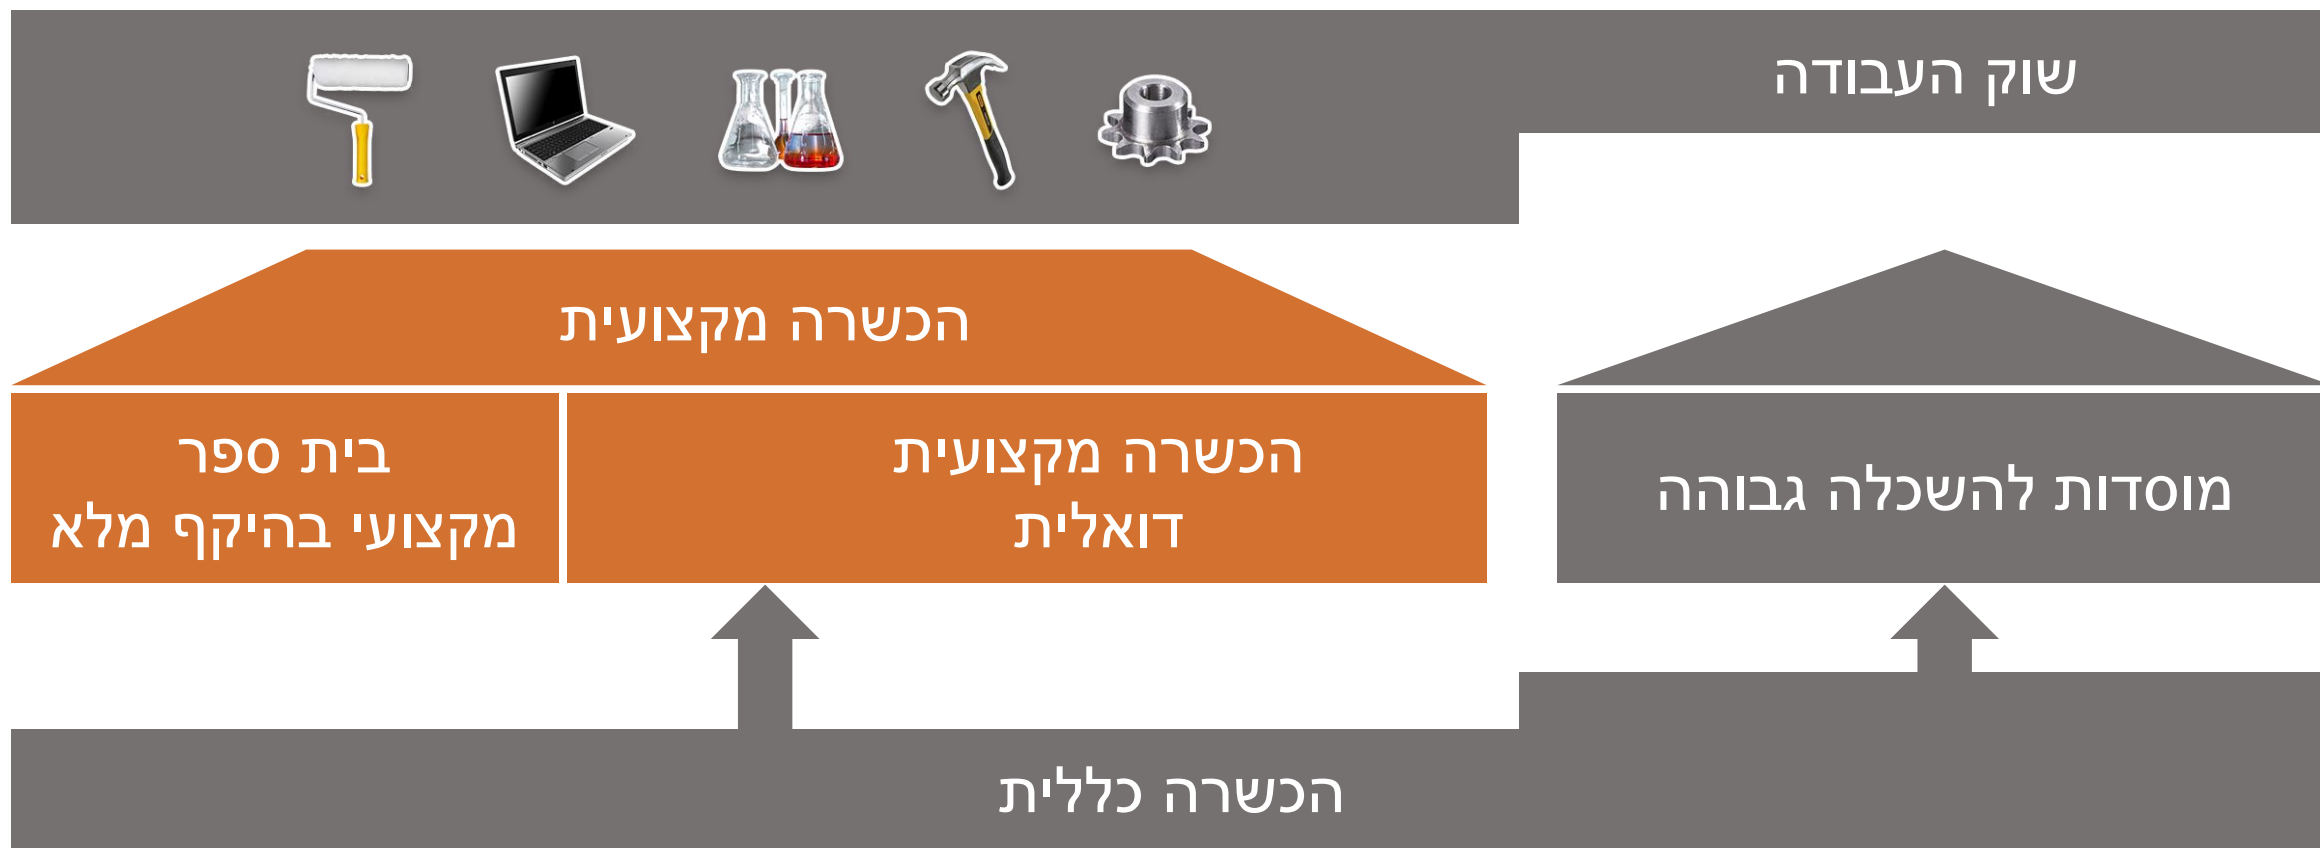 שוק העבודה
הכשרה מקצועית
מוסדות להשכלה גבוהה
הכשרה מקצועית
דואלית
בית ספר
מקצועי בהיקף מלא
הכשרה כללית